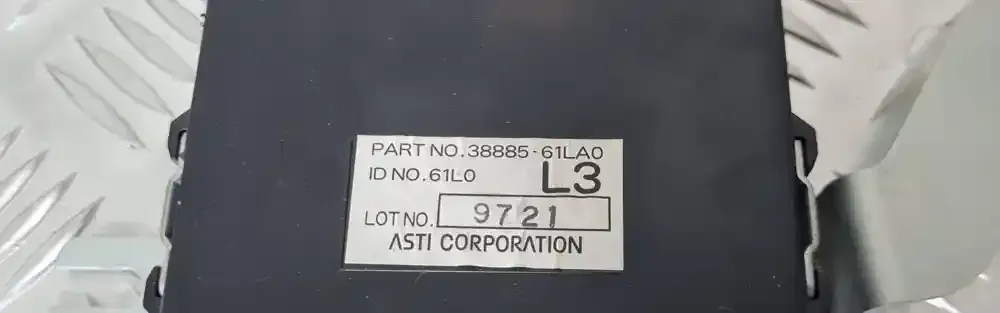 PART NO.38885-61LA0
ID NO.61L0 L3
LOT NO. 9721
ASTI CORPORATION